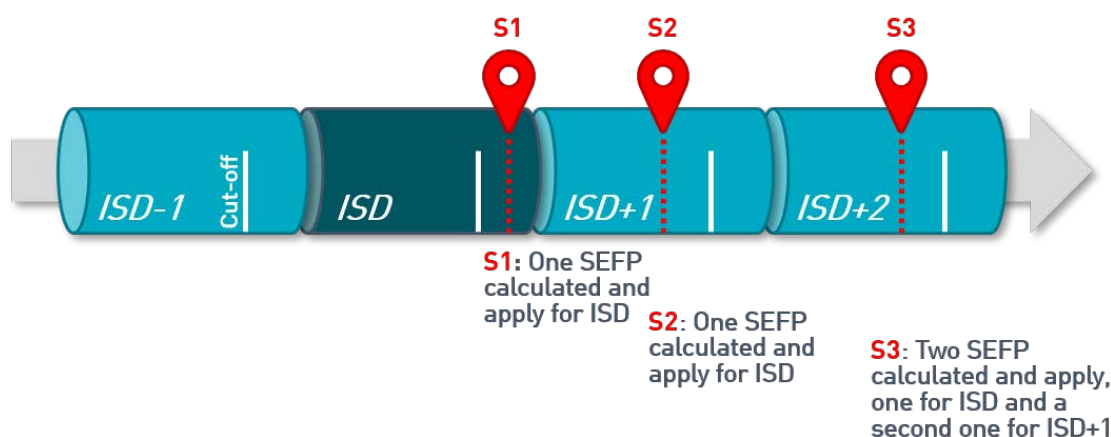 S1
S2
S3
ISD-1
Cut-off
ISD
ISD+1
ISD+2
S1: One SEFP
calculated and
apply for ISD
S2: One SEFP
calculated and
apply for ISD
S3: Two SEFP
calculated and apply,
one for ISD and a
second one for ISD+1